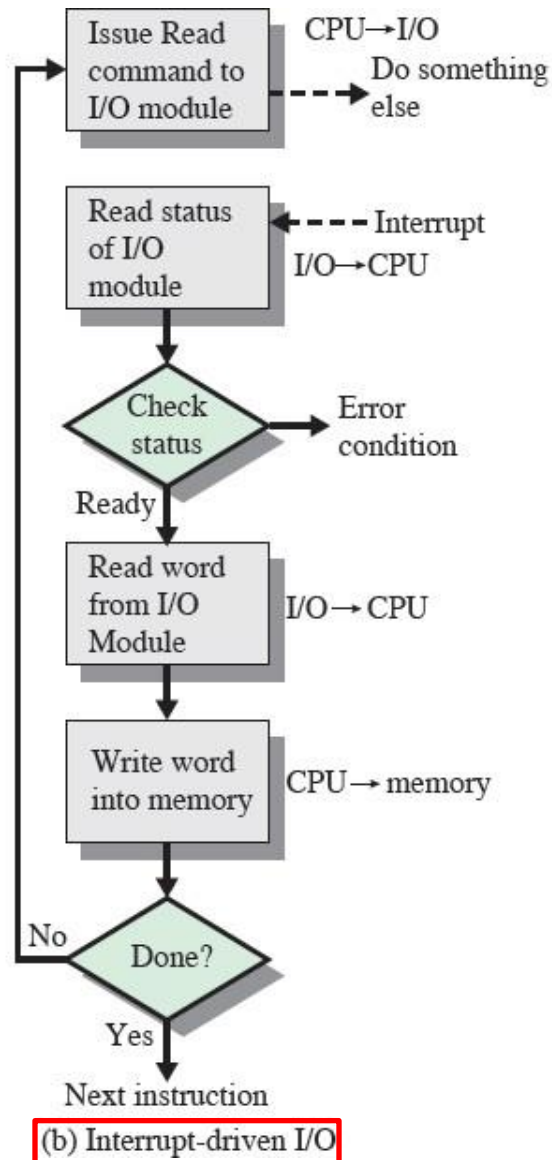 Issue Read
command to
I/O module
CPU→I/O
Do something
else
Read status
of I/O
module
Interrupt
I/O→CPU
Check
status
Error
condition
Ready
Read word
from I/O
Module
I/O→CPU
Write word
into memory
CPU→memory
No
Done?
Yes
Next instruction
(b) Interrupt-driven I/O